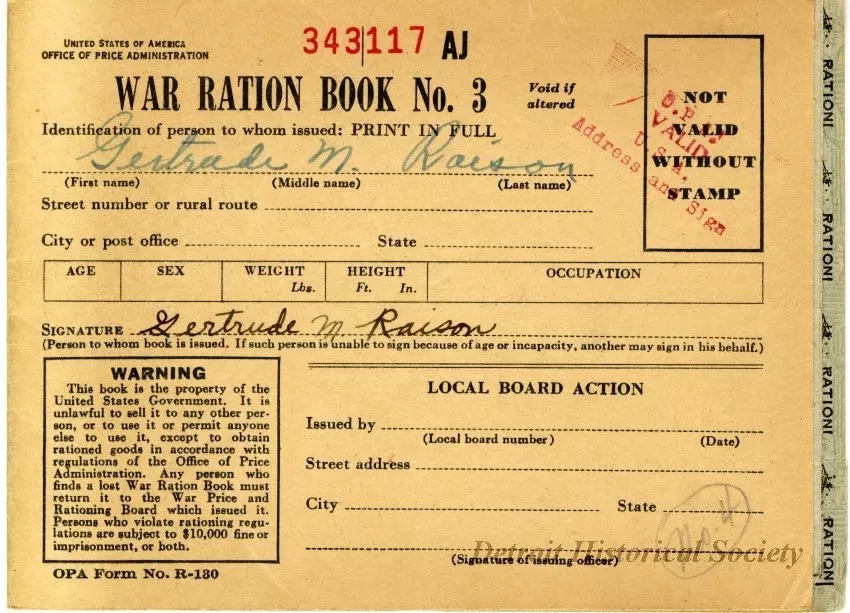 UNITED STATES OF AMERICA
OFFICE OF PRICE ADMINISTRATION
343117 AJ
WAR RATION BOOK No. 3
Void if
altered
Identification of person to whom issued: PRINT IN FULL
Gertrude M. Raison
(First name) (Middle name) (Last name)
Street number or rural route
City or post office State
NOT
VALID
WITHOUT
STAMP
VALID
U.S.A.
Address and Sign
AGE SEX WEIGHT HEIGHT OCCUPATION
Lbs. Ft. In.
SIGNATURE Gertrude M Raison
(Person to whom book is issued. If such person is unable to sign because of age or incapacity, another may sign in his behalf.)
WARNING
This book is the property of the
United States Government. It is
unlawful to sell it to any other per-
son, or to use it or permit anyone
else to use it, except to obtain
rationed goods in accordance with
regulations of the Office of Price
Administration. Any person who
finds a lost War Ration Book must
return it to the War Price and
Rationing Board which issued it.
Persons who violate rationing regu-
lations are subject to $10,000 fine or
imprisonment, or both.
OPA Form No. R-130
LOCAL BOARD ACTION
Issued by
(Local board number) (Date)
Street address
City State
No. 4
(Signature of issuing officer)
Detroit Historical Society
RATIONI
RATIONI
RATIONI
RATIONI
RATION